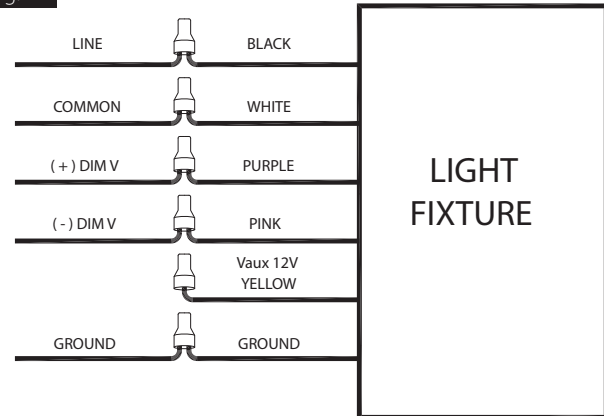 LINE BLACK
COMMON WHITE
( + ) DIM V PURPLE
( - ) DIM V PINK
Vaux 12V
YELLOW
GROUND GROUND
LIGHT
FIXTURE